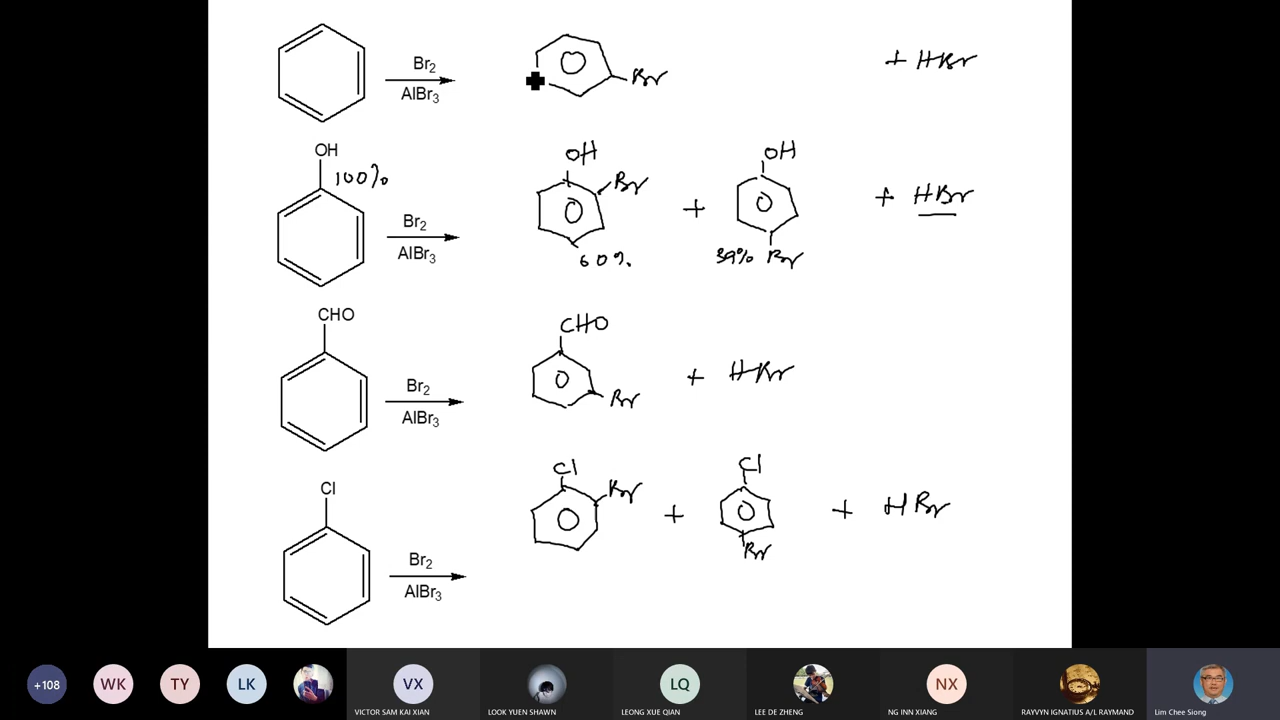 Br2
AlBr3
Br
+ HBr
OH
100%
Br2
AlBr3
OH
Br
60%
+
OH
39% Br
+ HBr
CHO
Br2
AlBr3
CHO
Br
+ HBr
Cl
Br2
AlBr3
Cl
Br
+
Cl
Br
+ HBr
+108
WK
TY
LK
VX
VICTOR SAM KAI XIAN
LOOK YUEN SHAWN
LQ
LEONG XUE QIAN
LEE DE ZHENG
NX
NG INN XIANG
RAYVYN IGNATIUS A/L RAYMAND
Lim Chee Siong